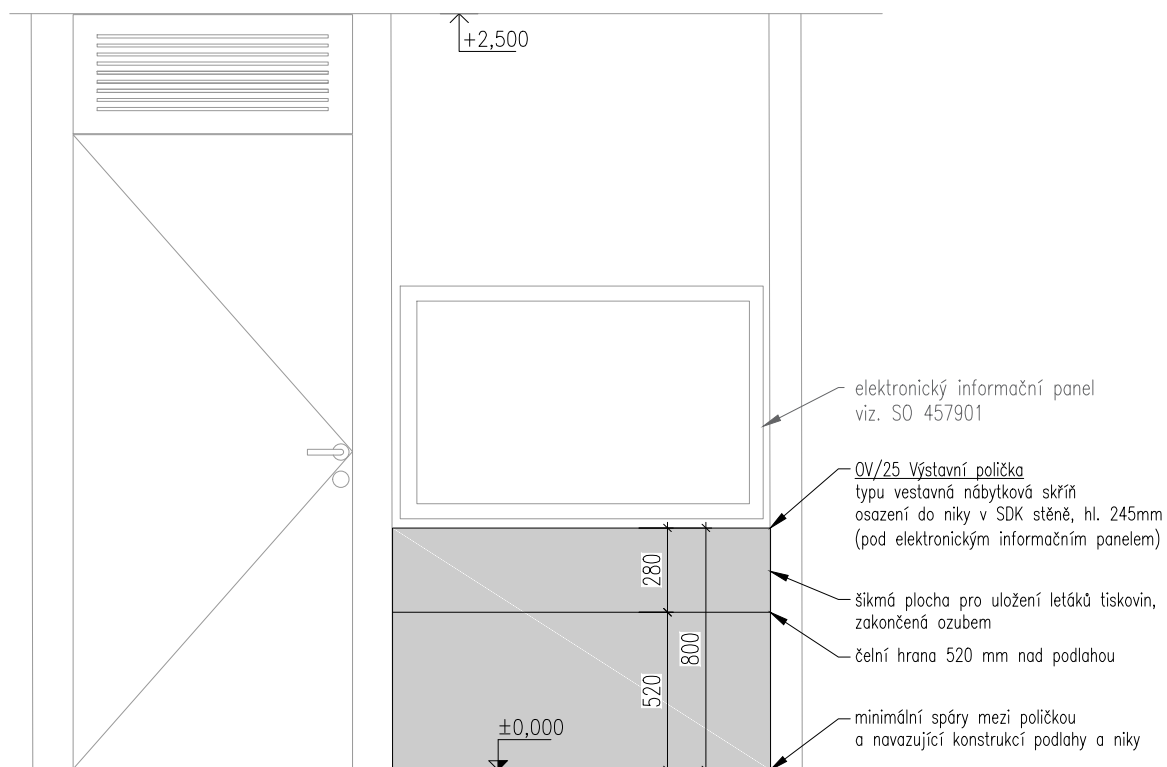 +2,500
elektronický informační panel
viz. SO 457901
OV/25 Výstavní polička
typu vestavná nábytková skříň
osazení do niky v SDK stěně, hl. 245mm
(pod elektronickým informačním panelem)
280
šikmá plocha pro uložení letáků tiskovin,
zakončená ozubem
800
čelní hrana 520 mm nad podlahou
520
±0,000
minimální spáry mezi poličkou
a navazující konstrukcí podlahy a niky